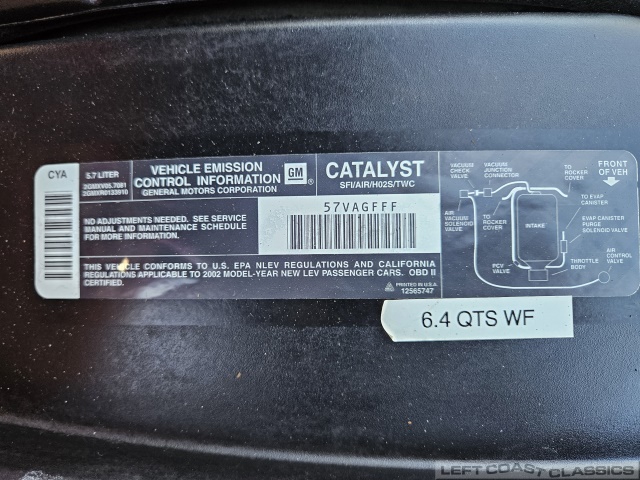 CYA
5.7 LITER
2GMXV05.7081
2GMXR0133910
VEHICLE EMISSION
CONTROL INFORMATION
GENERAL MOTORS CORPORATION
GM
CATALYST
SFI/AIR/HO2S/TWC
NO ADJUSTMENTS NEEDED. SEE SERVICE
MANUAL AND MAINTENANCE SCHEDULE
FOR MORE INFORMATION.
57VAGFFF
THIS VEHICLE CONFORMS TO U.S. EPA NLEV REGULATIONS AND CALIFORNIA
REGULATIONS APPLICABLE TO 2002 MODEL-YEAR NEW LEV PASSENGER CARS. OBD II
CERTIFIED.
PRINTED IN U.S.A.
12565747
VACUUM
CHECK
VALVE
VACUUM
JUNCTION
CONNECTOR
TO
ROCKER
COVER
FRONT
OF VEH
TO EVAP
CANISTER
AIR
VACUUM
SOLENOID
VALVE
TO
ROCKER
COVER
INTAKE
EVAP CANISTER
PURGE
SOLENOID VALVE
PCV
VALVE
THROTTLE
BODY
6.4 QTS WF
LEFT COAST CLASSICS